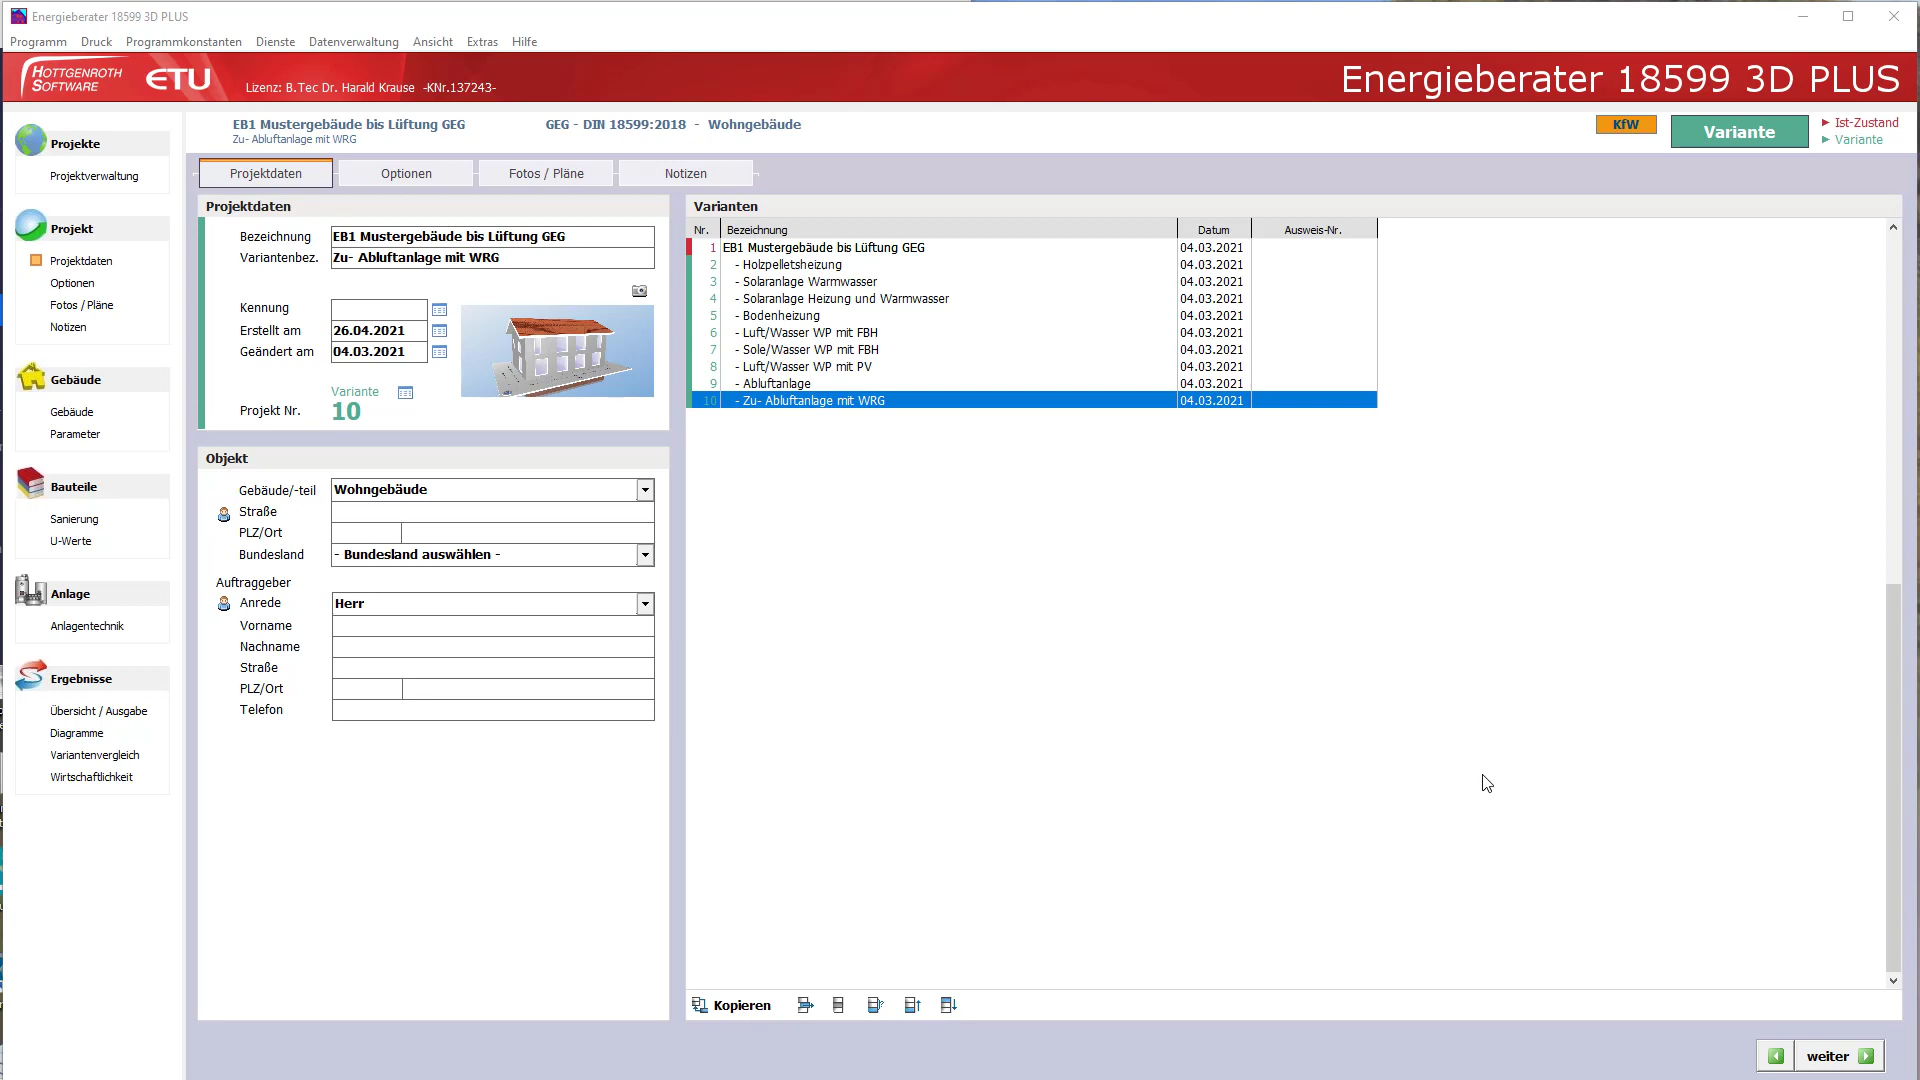 Energieberater 18599 3D PLUS
Programm Druck Programmkonstanten Dienste Datenverwaltung Ansicht Extras Hilfe
HOTTGENROTH SOFTWARE ETU Lizenz: B.Tec Dr. Harald Krause -KNr.137243- Energieberater 18599 3D PLUS
EB1 Mustergebäude bis Lüftung GEG GEG - DIN 18599:2018 - Wohngebäude KfW Variante Ist-Zustand
Zu- Abluftanlage mit WRG Variante
Projekte
Projektverwaltung
Projekt
Projektdaten
Optionen
Fotos / Pläne
Notizen
Gebäude
Gebäude
Parameter
Bauteile
Sanierung
U-Werte
Anlage
Anlagentechnik
Ergebnisse
Übersicht / Ausgabe
Diagramme
Variantenvergleich
Wirtschaftlichkeit
Projektdaten Optionen Fotos / Pläne Notizen
Projektdaten
Bezeichnung EB1 Mustergebäude bis Lüftung GEG
Variantenbez. Zu- Abluftanlage mit WRG
Kennung
Erstellt am 26.04.2021
Geändert am 04.03.2021
Variante
Projekt Nr. 10
Objekt
Gebäude/-teil Wohngebäude
Straße
PLZ/Ort
Bundesland - Bundesland auswählen -
Auftraggeber
Anrede Herr
Vorname
Nachname
Straße
PLZ/Ort
Telefon
Varianten
Nr. Bezeichnung Datum Ausweis-Nr.
1 EB1 Mustergebäude bis Lüftung GEG 04.03.2021
2 - Holzpelletsheizung 04.03.2021
3 - Solaranlage Warmwasser 04.03.2021
4 - Solaranlage Heizung und Warmwasser 04.03.2021
5 - Bodenheizung 04.03.2021
6 - Luft/Wasser WP mit FBH 04.03.2021
7 - Sole/Wasser WP mit FBH 04.03.2021
8 - Luft/Wasser WP mit PV 04.03.2021
9 - Abluftanlage 04.03.2021
10 - Zu- Abluftanlage mit WRG 04.03.2021
Kopieren
weiter